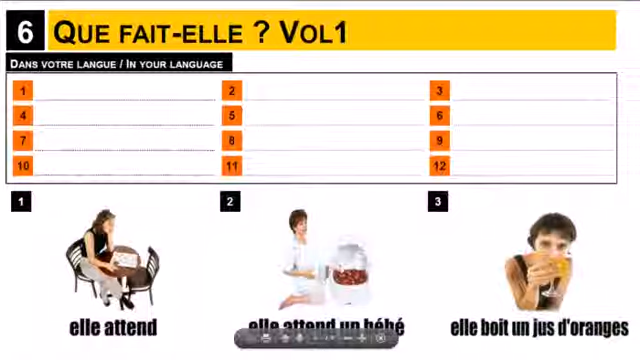 6 QUE FAIT-ELLE ? VOL1
DANS VOTRE LANGUE / IN YOUR LANGUAGE
1 2 3
4 5 6
7 8 9
10 11 12
1 2 3
elle attend
elle attend un bébé
elle boit un jus d'oranges